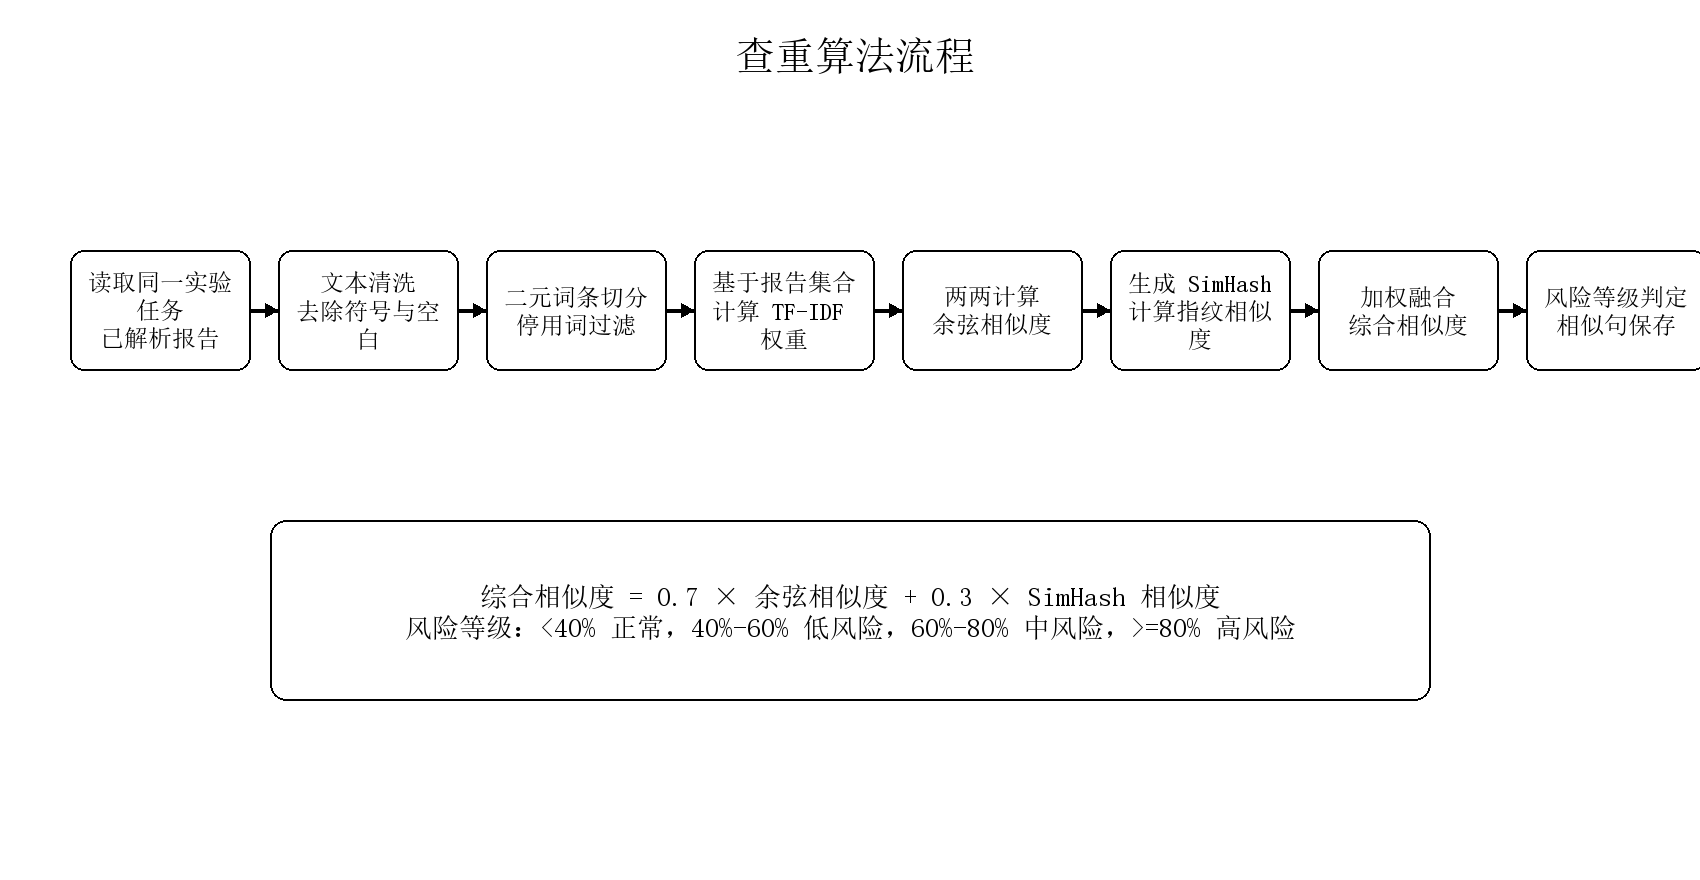 查重算法流程
读取同一实验
任务
已解析报告
文本清洗
去除符号与空
白
二元词条切分
停用词过滤
基于报告集合
计算 TF-IDF
权重
两两计算
余弦相似度
生成 SimHash
计算指纹相似
度
加权融合
综合相似度
风险等级判定
相似句保存
综合相似度 = 0.7 × 余弦相似度 + 0.3 × SimHash 相似度
风险等级：<40% 正常，40%-60% 低风险，60%-80% 中风险，>=80% 高风险